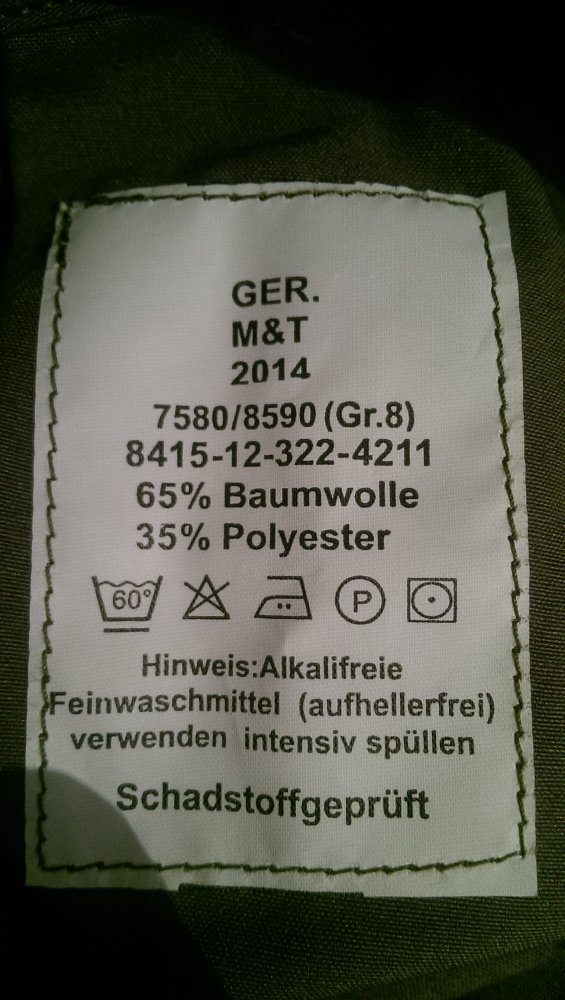 GER.
M&T
2014
7580/8590 (Gr.8)
8415-12-322-4211
65% Baumwolle
35% Polyester
60° P
Hinweis:Alkalifreie
Feinwaschmittel (aufhellerfrei)
verwenden intensiv spüllen
Schadstoffgeprüft